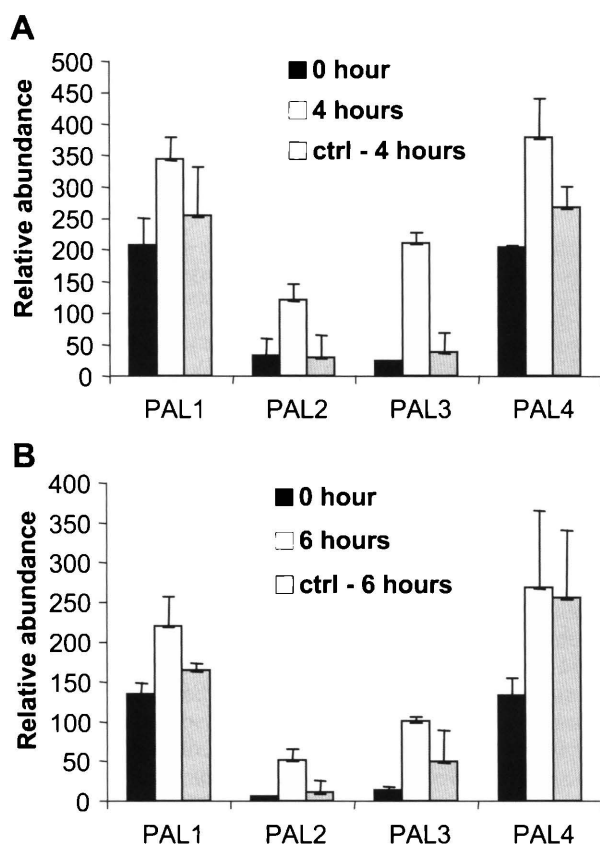 A
Relative abundance
500
450
400
350
300
250
200
150
100
50
0
0 hour
4 hours
ctrl - 4 hours
PAL1 PAL2 PAL3 PAL4
B
Relative abundance
400
350
300
250
200
150
100
50
0
0 hour
6 hours
ctrl - 6 hours
PAL1 PAL2 PAL3 PAL4